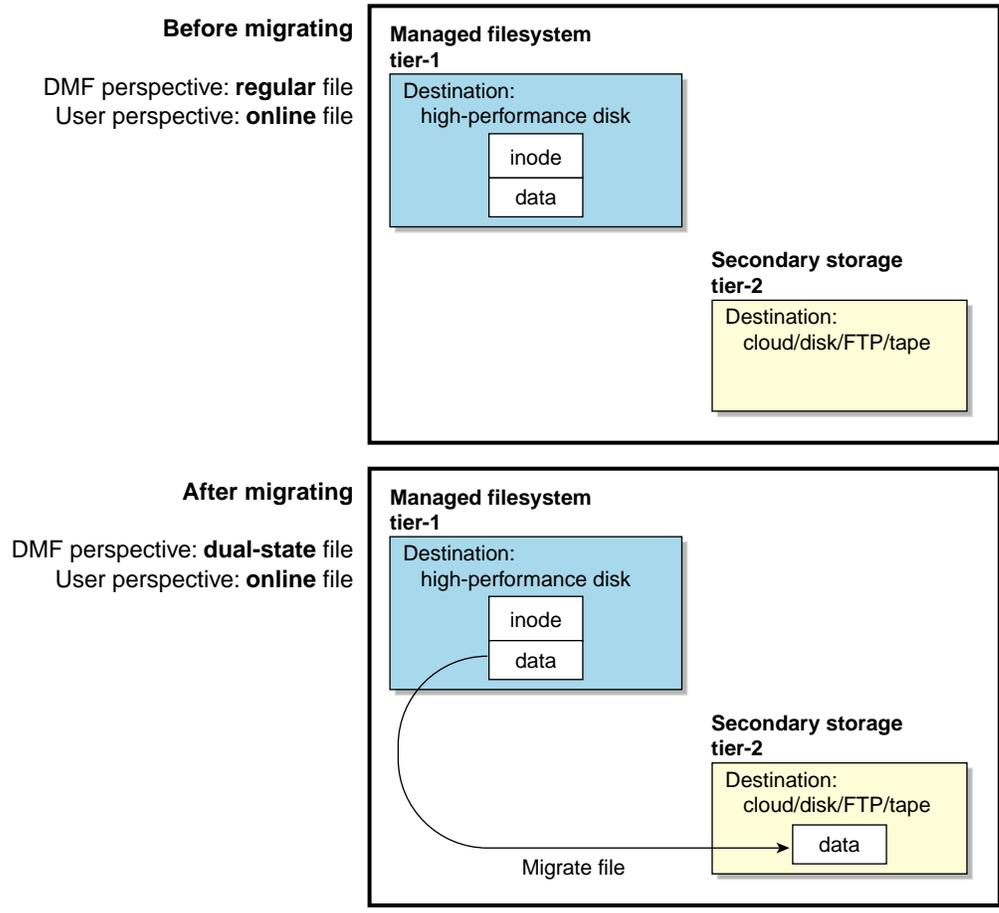 Before migrating
DMF perspective: regular file
User perspective: online file
Managed filesystem
tier-1
Destination:
high-performance disk
inode
data
Secondary storage
tier-2
Destination:
cloud/disk/FTP/tape
After migrating
DMF perspective: dual-state file
User perspective: online file
Managed filesystem
tier-1
Destination:
high-performance disk
inode
data
Secondary storage
tier-2
Destination:
cloud/disk/FTP/tape
data
Migrate file